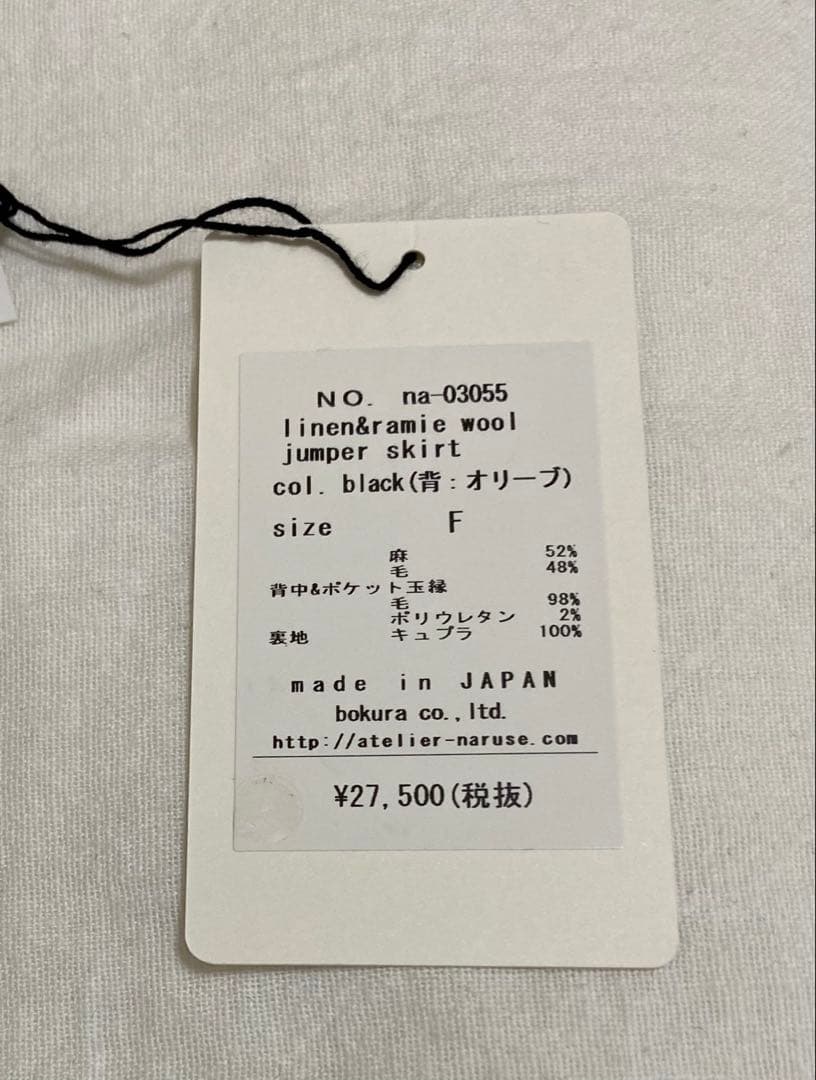 NO. na-03055
linen&ramie wool
jumper skirt
col. black(背:オリーブ)
size F
麻 52%
毛 48%
背中&ポケット玉縁
毛 98%
ポリウレタン 2%
裏地 キュプラ 100%
made in JAPAN
bokura co.,ltd.
http://atelier-naruse.com
¥27,500(税抜)